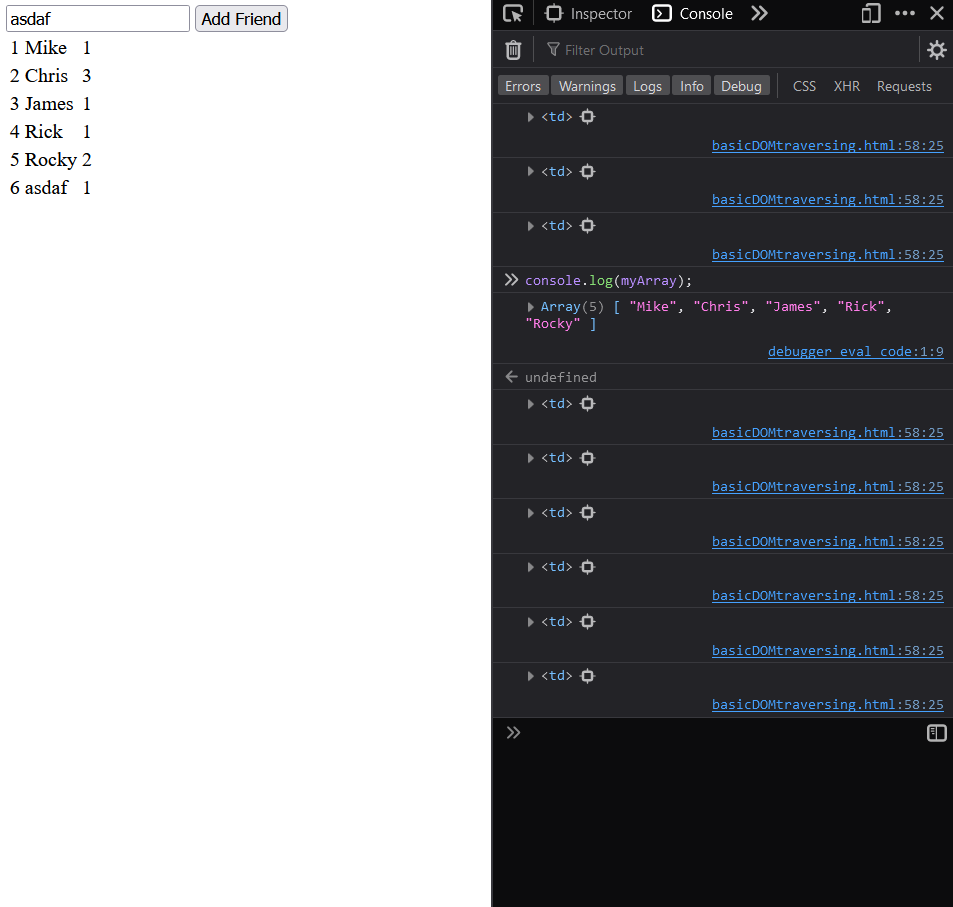 asdaf Add Friend
1 Mike 1
2 Chris 3
3 James 1
4 Rick 1
5 Rocky 2
6 asdaf 1
Inspector Console
Filter Output
Errors Warnings Logs Info Debug CSS XHR Requests
<td>
basicDOMtraversing.html:58:25
<td>
basicDOMtraversing.html:58:25
<td>
basicDOMtraversing.html:58:25
console.log(myArray);
Array(5) [ "Mike", "Chris", "James", "Rick",
"Rocky" ]
debugger eval code:1:9
undefined
<td>
basicDOMtraversing.html:58:25
<td>
basicDOMtraversing.html:58:25
<td>
basicDOMtraversing.html:58:25
<td>
basicDOMtraversing.html:58:25
<td>
basicDOMtraversing.html:58:25
<td>
basicDOMtraversing.html:58:25